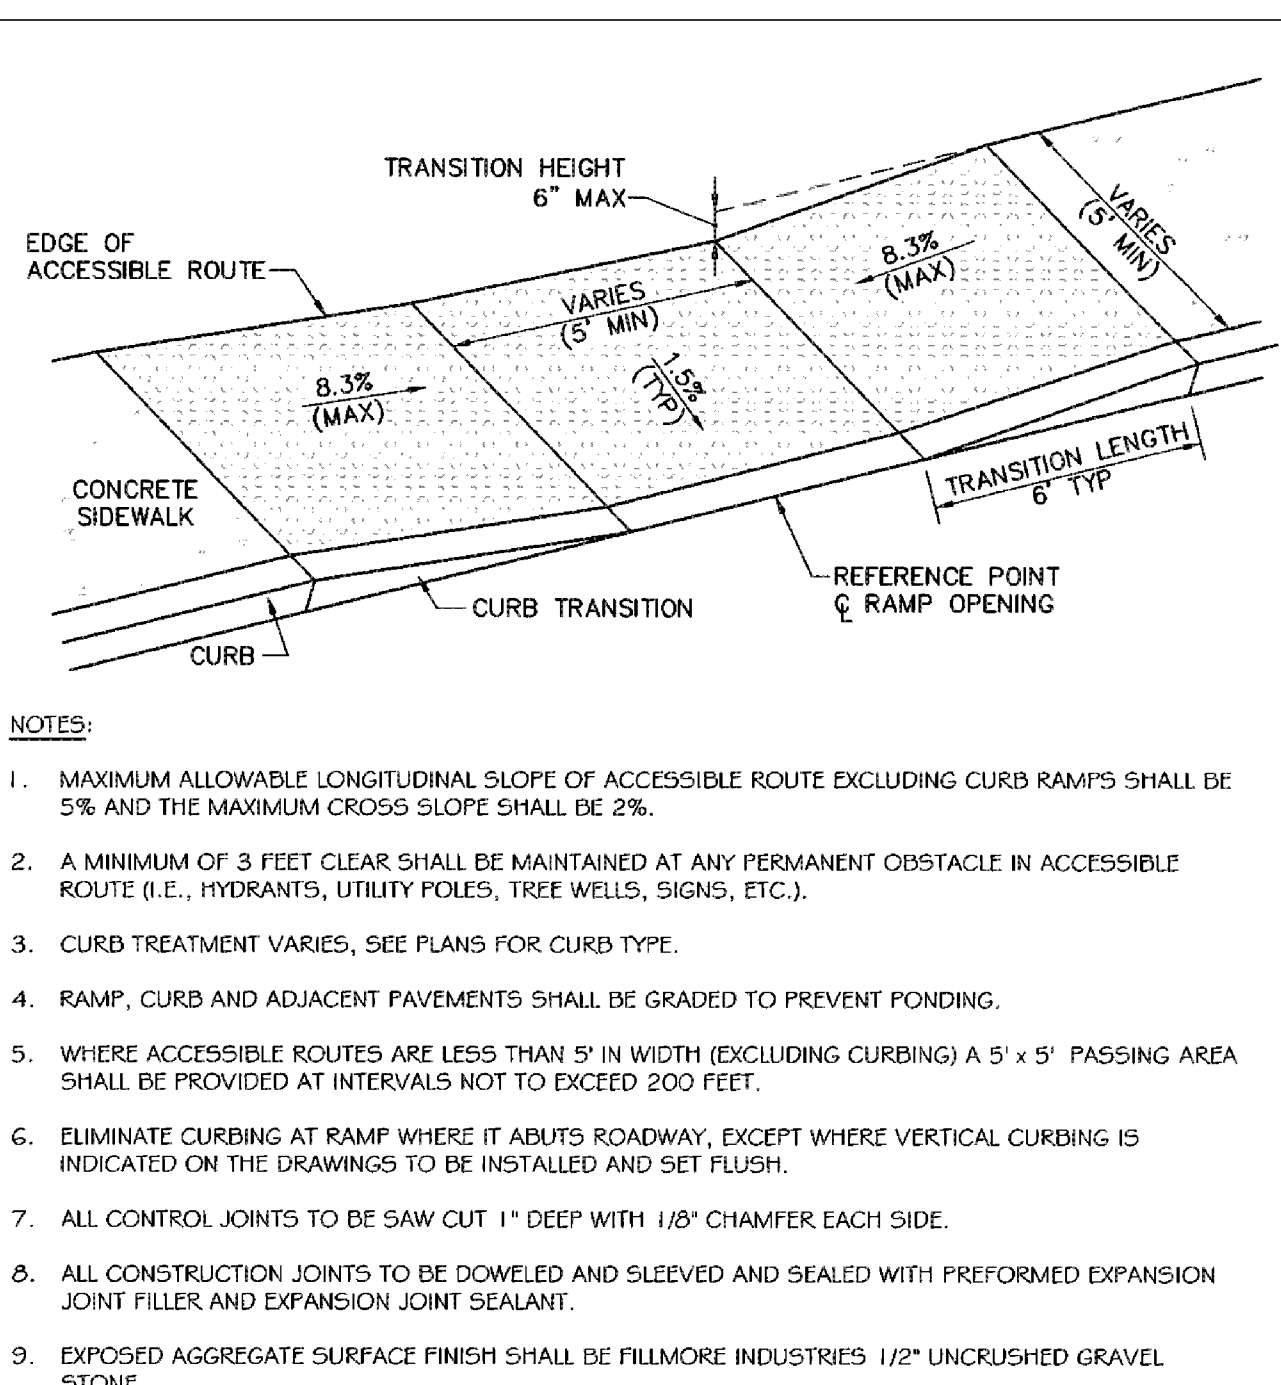 TRANSITION HEIGHT
6" MAX
EDGE OF
ACCESSIBLE ROUTE
VARIES
(5' MIN)
8.3%
(MAX)
VARIES
(5' MIN)
1.5%
(TYP)
8.3%
(MAX)
CONCRETE
SIDEWALK
TRANSITION LENGTH
6' TYP
REFERENCE POINT
℄ RAMP OPENING
CURB TRANSITION
CURB
NOTES:
1. MAXIMUM ALLOWABLE LONGITUDINAL SLOPE OF ACCESSIBLE ROUTE EXCLUDING CURB RAMPS SHALL BE
5% AND THE MAXIMUM CROSS SLOPE SHALL BE 2%.
2. A MINIMUM OF 3 FEET CLEAR SHALL BE MAINTAINED AT ANY PERMANENT OBSTACLE IN ACCESSIBLE
ROUTE (I.E., HYDRANTS, UTILITY POLES, TREE WELLS, SIGNS, ETC.).
3. CURB TREATMENT VARIES, SEE PLANS FOR CURB TYPE.
4. RAMP, CURB AND ADJACENT PAVEMENTS SHALL BE GRADED TO PREVENT PONDING.
5. WHERE ACCESSIBLE ROUTES ARE LESS THAN 5' IN WIDTH (EXCLUDING CURBING) A 5' x 5' PASSING AREA
SHALL BE PROVIDED AT INTERVALS NOT TO EXCEED 200 FEET.
6. ELIMINATE CURBING AT RAMP WHERE IT ABUTS ROADWAY, EXCEPT WHERE VERTICAL CURBING IS
INDICATED ON THE DRAWINGS TO BE INSTALLED AND SET FLUSH.
7. ALL CONTROL JOINTS TO BE SAW CUT 1" DEEP WITH 1/8" CHAMFER EACH SIDE.
8. ALL CONSTRUCTION JOINTS TO BE DOWELED AND SLEEVED AND SEALED WITH PREFORMED EXPANSION
JOINT FILLER AND EXPANSION JOINT SEALANT.
9. EXPOSED AGGREGATE SURFACE FINISH SHALL BE FILLMORE INDUSTRIES 1/2" UNCRUSHED GRAVEL
STONE